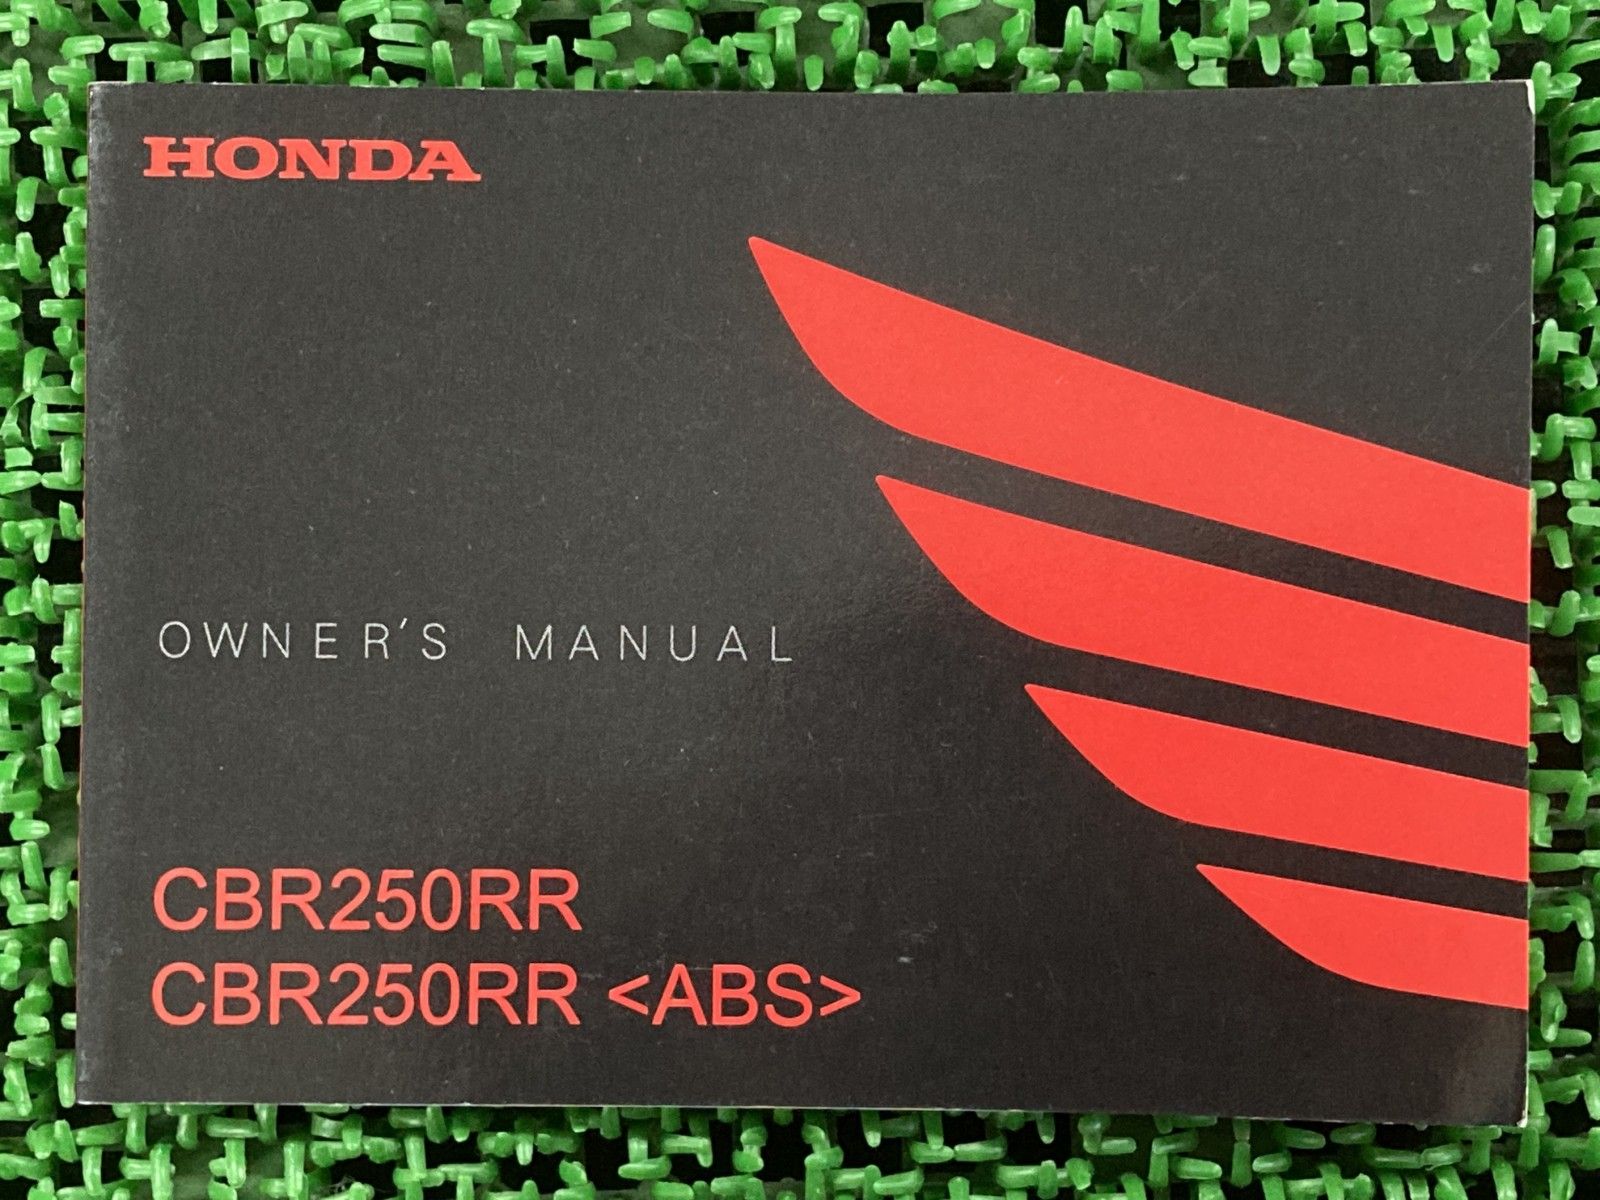 HONDA
OWNER'S MANUAL
CBR250RR
CBR250RR <ABS>